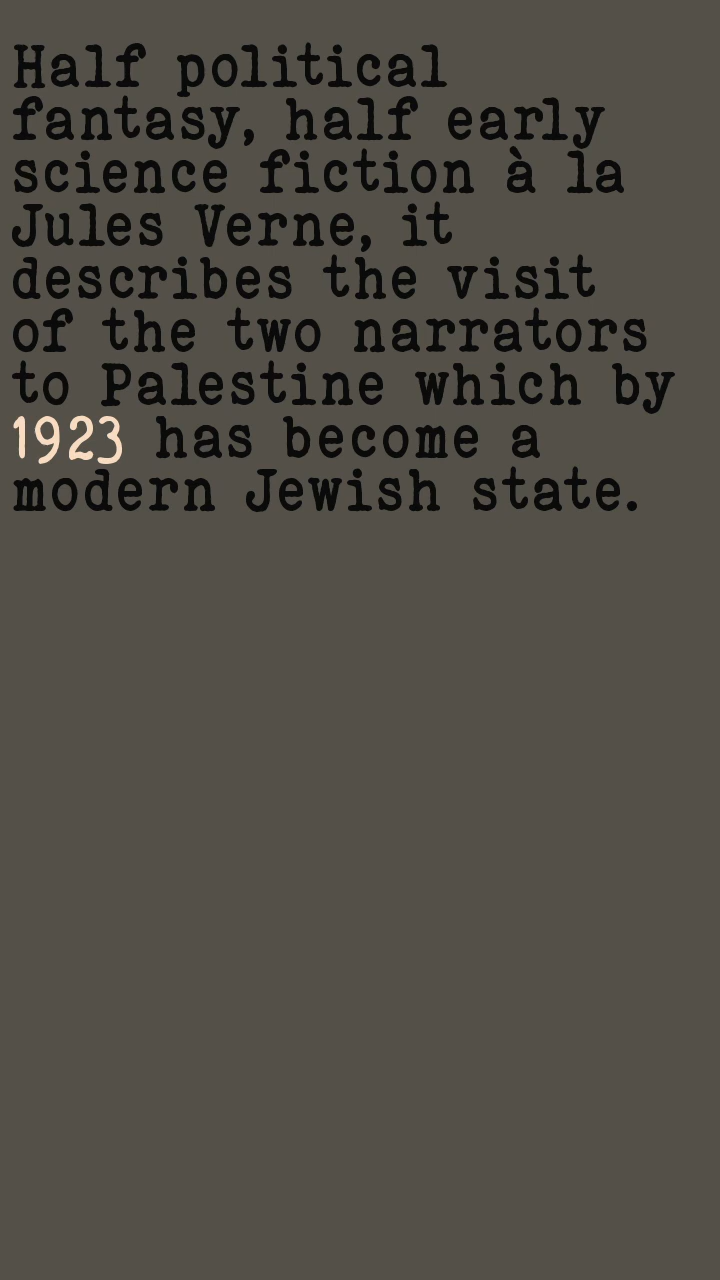 Half political
fantasy, half early
science fiction à la
Jules Verne, it
describes the visit
of the two narrators
to Palestine which by
1923 has become a
modern Jewish state.